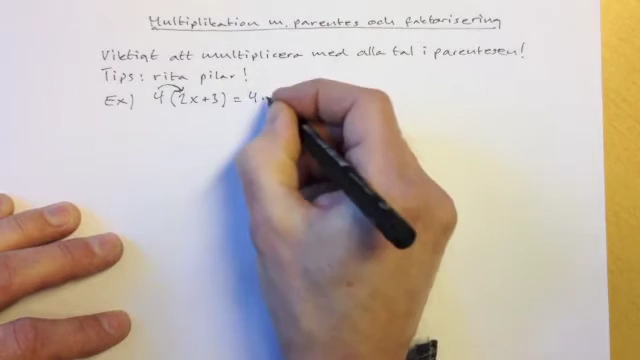 Multiplikation m. parentes och faktorisering
Viktigt att multiplicera med alla tal i parentesen!
Tips: rita pilar!
Ex) 4(2x+3) = 4·